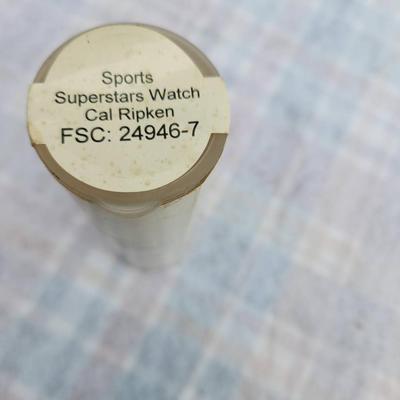 Sports
Superstars Watch
Cal Ripken
FSC: 24946-7